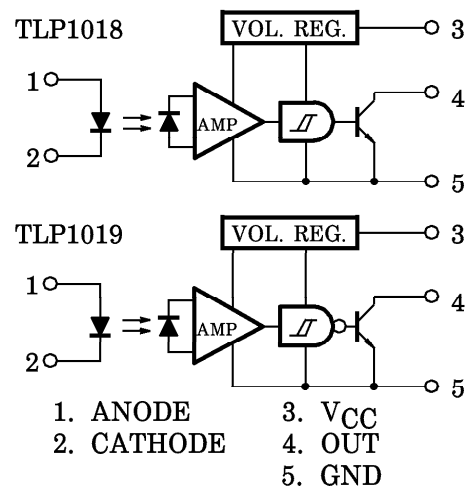 TLP1018
VOL. REG.
3
1
4
AMP
2
5
TLP1019
VOL. REG.
3
1
4
AMP
2
5
1. ANODE
2. CATHODE
3. VCC
4. OUT
5. GND